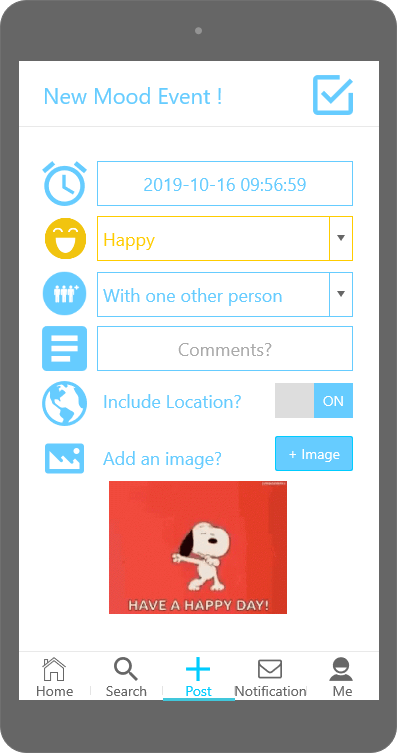 New Mood Event !
2019-10-16 09:56:59
Happy
With one other person
Comments?
Include Location?
ON
Add an image?
+ Image
HAVE A HAPPY DAY!
Home
Search
Post
Notification
Me